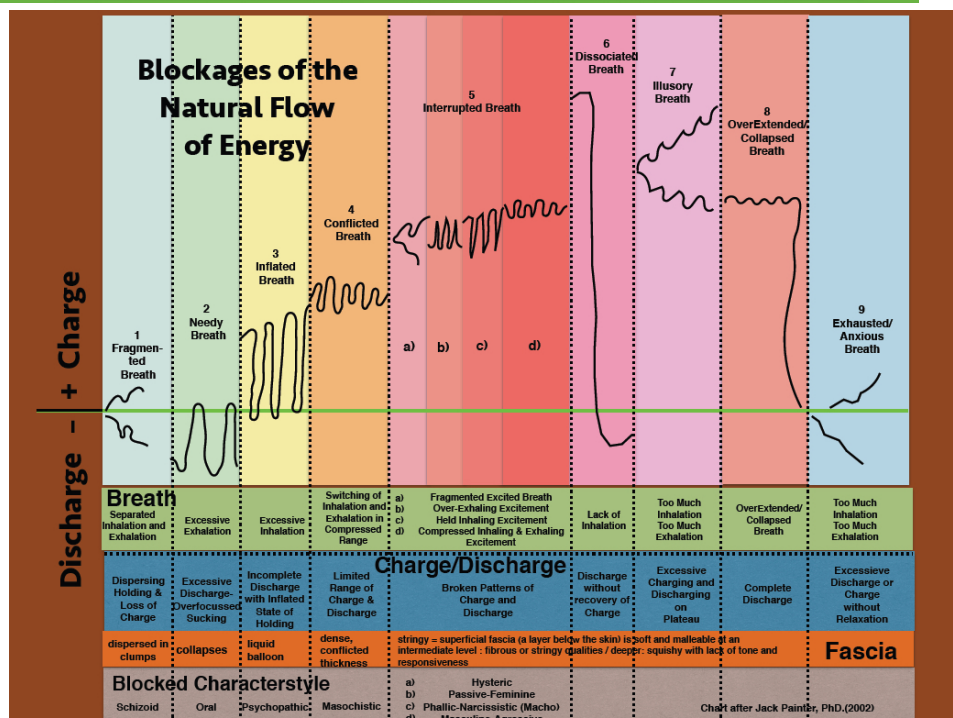 Blockages of the
Natural Flow
of Energy
Discharge – + Charge
1
Fragmen-
ted
Breath
2
Needy
Breath
3
Inflated
Breath
4
Conflicted
Breath
5
Interrupted Breath
a)
b)
c)
d)
6
Dissociated
Breath
7
Illusory
Breath
8
OverExtended/
Collapsed
Breath
9
Exhausted/
Anxious
Breath
Breath
Separated
Inhalation and
Exhalation
Excessive
Exhalation
Excessive
Inhalation
Switching of
Inhalation and
Exhalation in
Compressed
Range
a) Fragmented Excited Breath
b) Over-Exhaling Excitement
c) Held Inhaling Excitement
d) Compressed Inhaling & Exhaling
Excitement
Lack of
Inhalation
Too Much
Inhalation
Too Much
Exhalation
OverExtended/
Collapsed
Breath
Too Much
Inhalation
Too Much
Exhalation
Charge/Discharge
Dispersing
Holding &
Loss of
Charge
Excessive
Discharge-
Overfocussed
Sucking
Incomplete
Discharge
with Inflated
State of
Holding
Limited
Range of
Charge &
Discharge
Broken Patterns of
Charge and
Discharge
Discharge
without
recovery of
Charge
Excessive
Charging and
Discharging
on
Plateau
Complete
Discharge
Excessieve
Discharge or
Charge
without
Relaxation
dispersed in
clumps
collapses
liquid
balloon
dense,
conflicted
thickness
stringy = superficial fascia (a layer below the skin) is soft and malleable at an
intermediate level : fibrous or stringy qualities / deeper: squishy with lack of tone and
responsiveness
Fascia
Blocked Characterstyle
Schizoid
Oral
Psychopathic
Masochistic
a) Hysteric
b) Passive-Feminine
c) Phallic-Narcissistic (Macho)
d) Masculine-Agressive
Chart after Jack Painter, PhD.(2002)